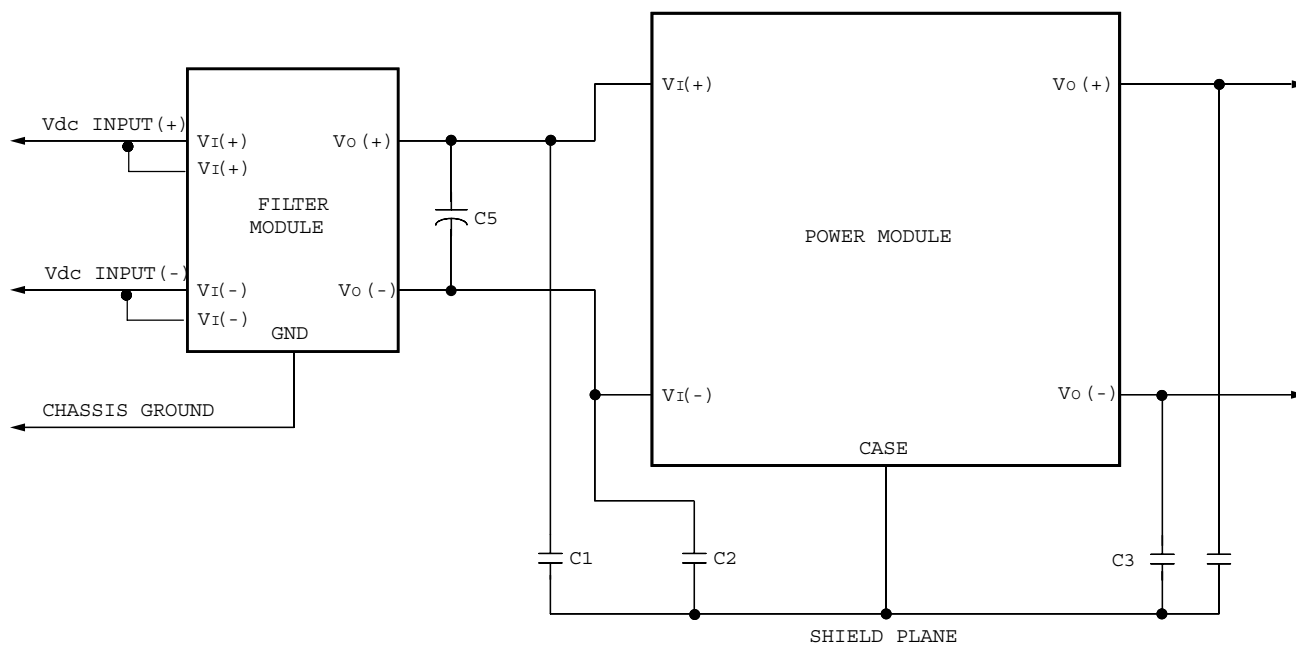 Vdc INPUT(+)
VI(+)
VI(+)
VO(+)
FILTER
MODULE
C5
Vdc INPUT(-)
VI(-)
VI(-)
VO(-)
GND
CHASSIS GROUND
VI(+)
VO(+)
POWER MODULE
VI(-)
VO(-)
CASE
C1
C2
C3
SHIELD PLANE